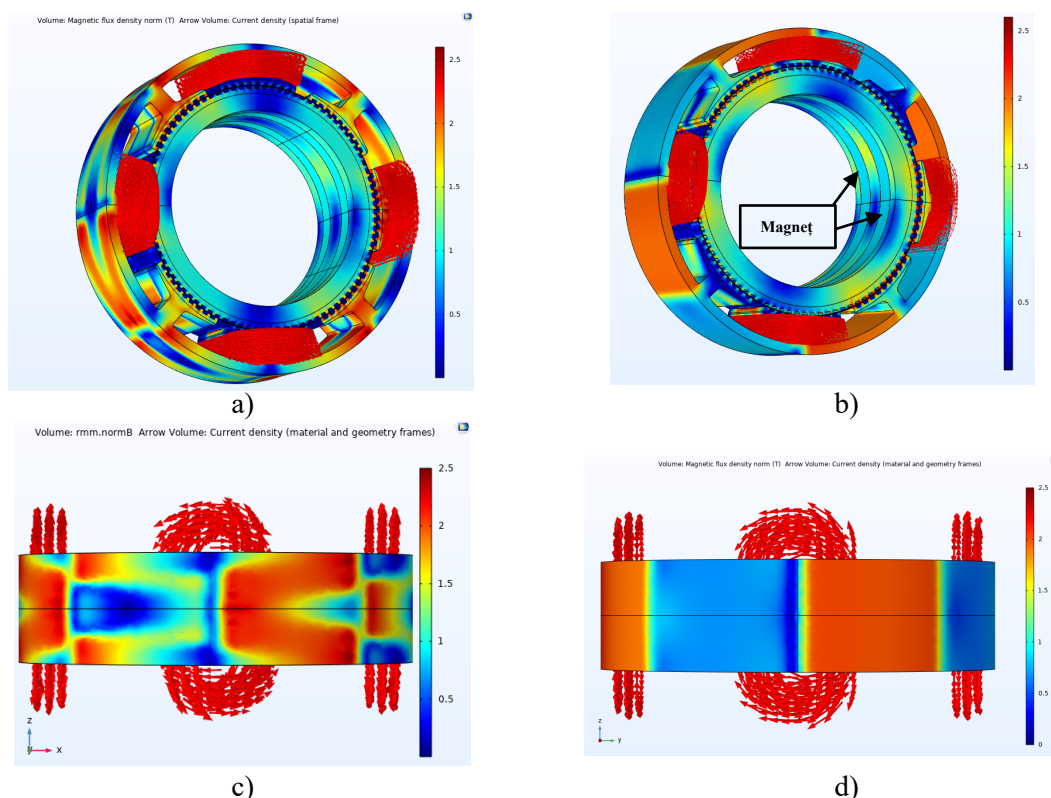 Volume: Magnetic flux density norm (T)  Arrow Volume: Current density (spatial frame)
2.5
2
1.5
1
0.5
a)
2.5
2
1.5
1
0.5
Magneț
b)
Volume: rmm.normB  Arrow Volume: Current density (material and geometry frames)
2.5
2
1.5
1
0.5
z
y
x
c)
Volume: Magnetic flux density norm (T)  Arrow Volume: Current density (material and geometry frames)
2.5
2
1.5
1
0.5
0
z
y
d)